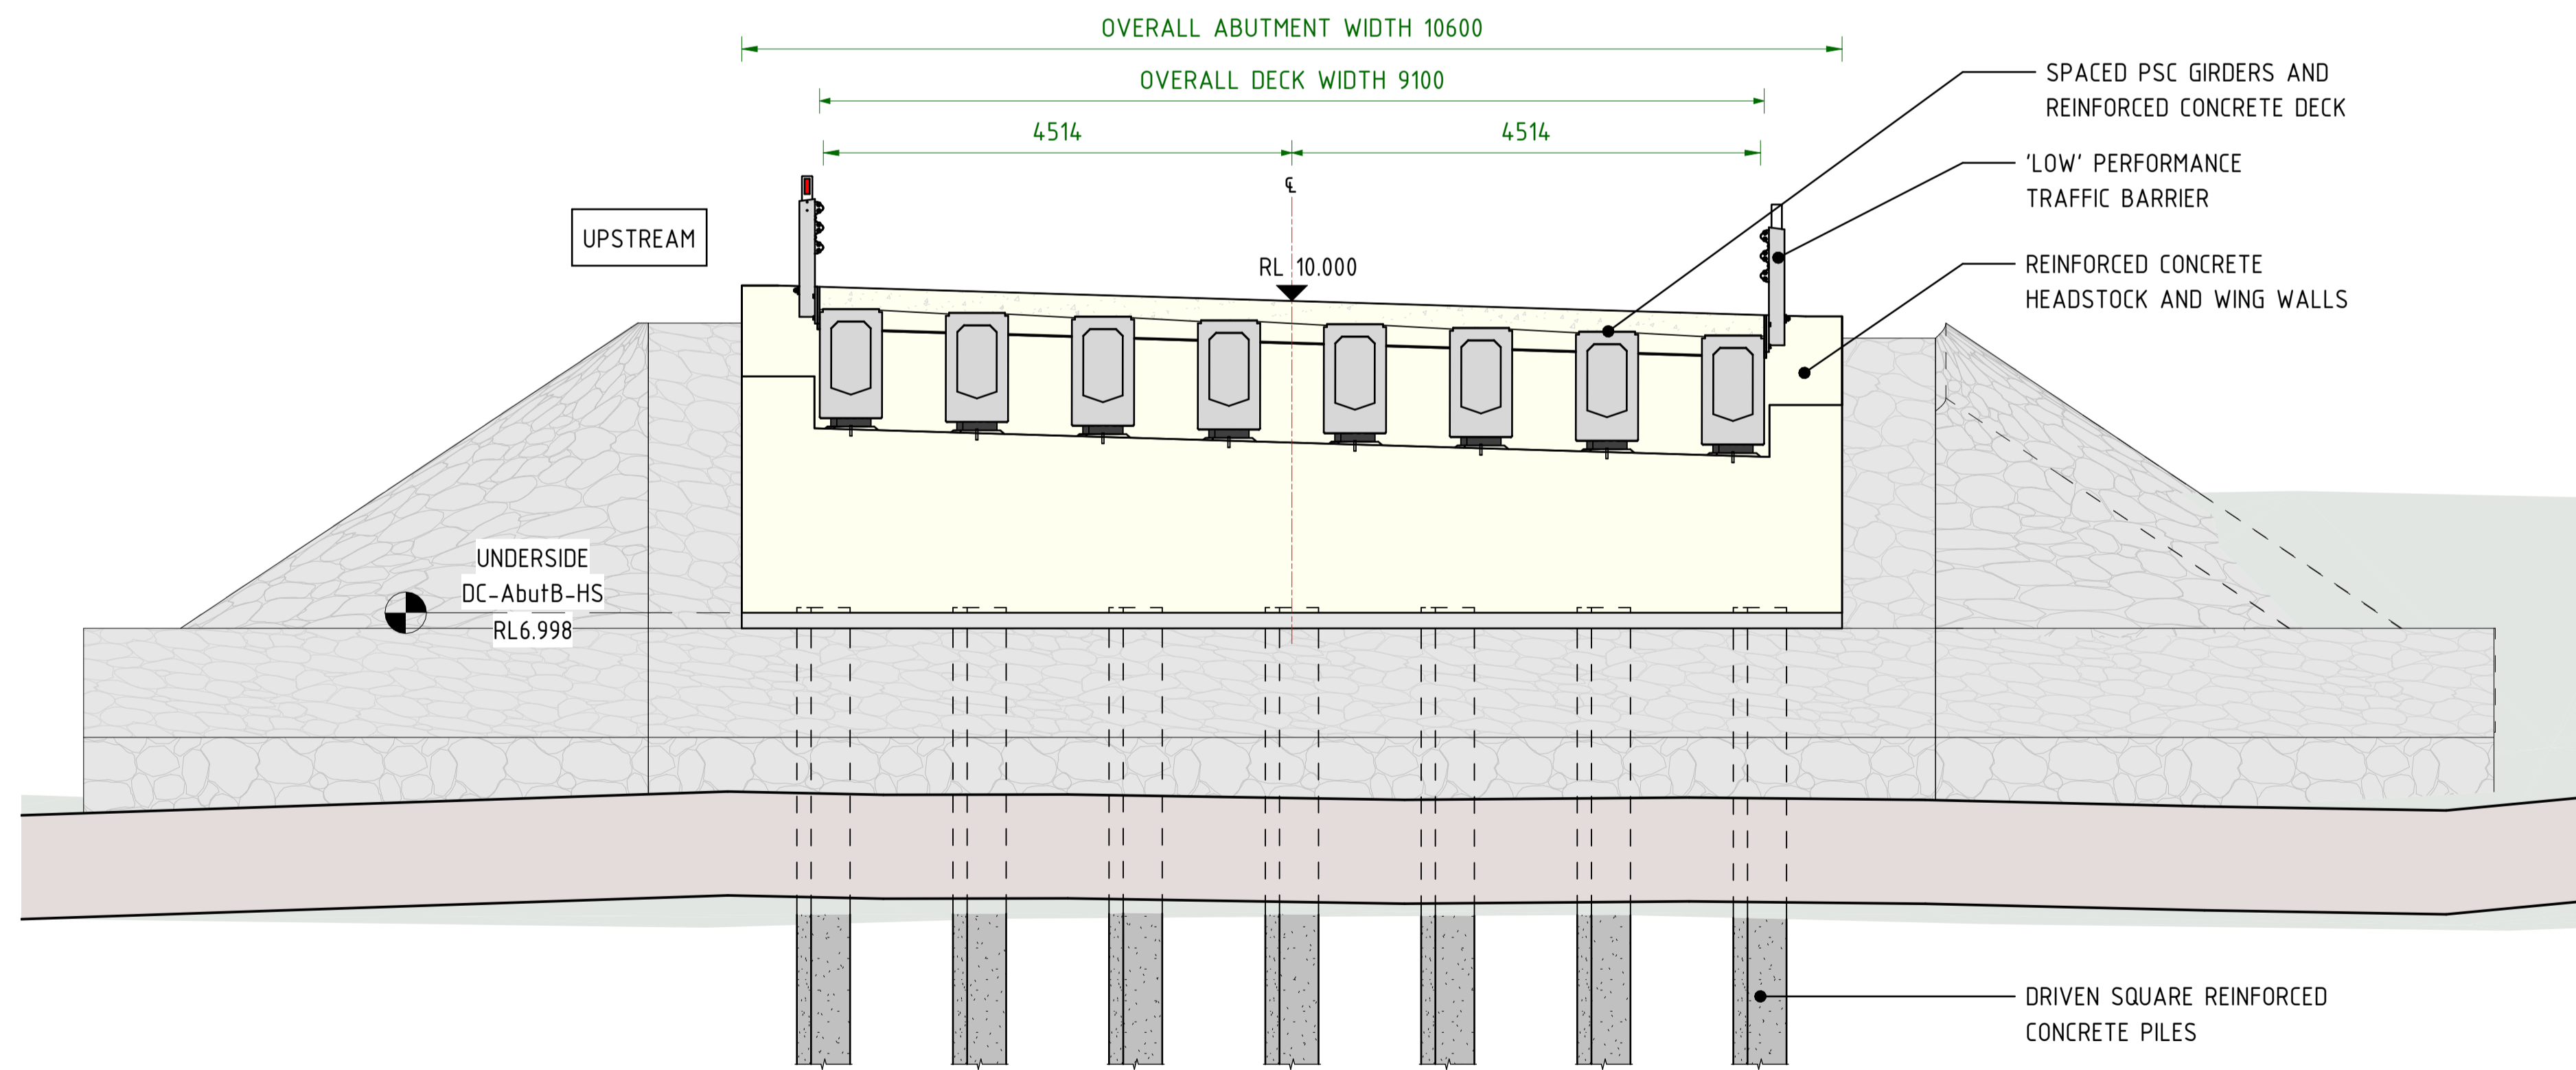 OVERALL ABUTMENT WIDTH 10600
OVERALL DECK WIDTH 9100
4514
4514
℄
RL 10.000
UPSTREAM
SPACED PSC GIRDERS AND
REINFORCED CONCRETE DECK
'LOW' PERFORMANCE
TRAFFIC BARRIER
REINFORCED CONCRETE
HEADSTOCK AND WING WALLS
UNDERSIDE
DC-AbutB-HS
RL6.998
DRIVEN SQUARE REINFORCED
CONCRETE PILES